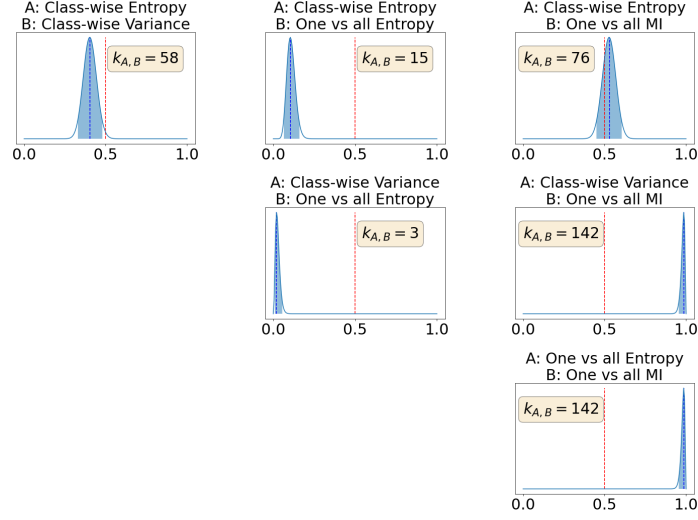 A: Class-wise Entropy
B: Class-wise Variance
k_{A, B} = 58
0.0 0.5 1.0
A: Class-wise Entropy
B: One vs all Entropy
k_{A, B} = 15
0.0 0.5 1.0
A: Class-wise Entropy
B: One vs all MI
k_{A, B} = 76
0.0 0.5 1.0
A: Class-wise Variance
B: One vs all Entropy
k_{A, B} = 3
0.0 0.5 1.0
A: Class-wise Variance
B: One vs all MI
k_{A, B} = 142
0.0 0.5 1.0
A: One vs all Entropy
B: One vs all MI
k_{A, B} = 142
0.0 0.5 1.0